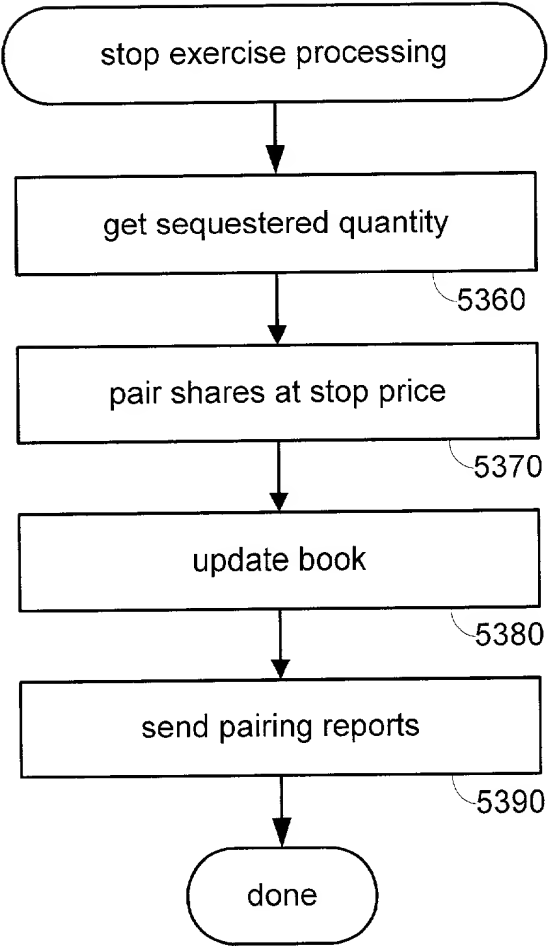 stop exercise processing
get sequestered quantity
5360
pair shares at stop price
5370
update book
5380
send pairing reports
5390
done